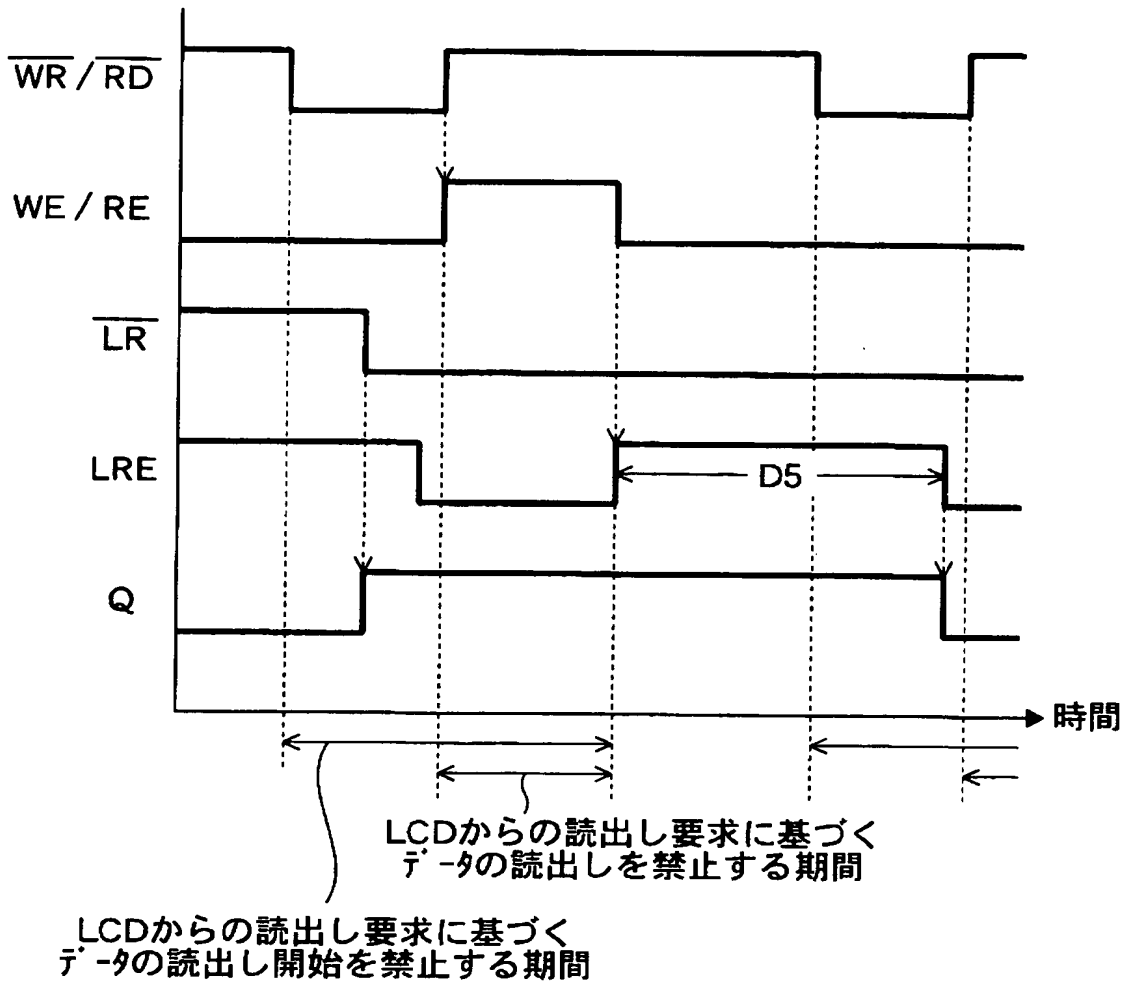 W̅R̅ / R̅D̅
WE / RE
L̅R̅
LRE
D5
Q
時間
LCDからの読出し要求に基づく
データの読出しを禁止する期間
LCDからの読出し要求に基づく
データの読出し開始を禁止する期間